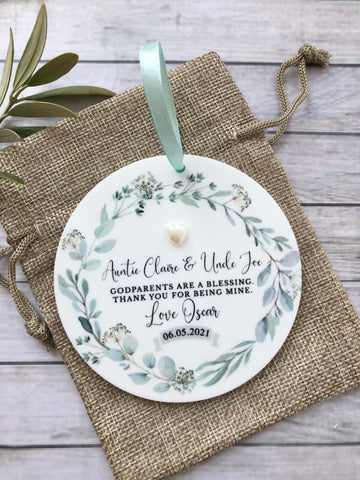 Auntie Claire & Uncle Joe
GODPARENTS ARE A BLESSING.
THANK YOU FOR BEING MINE.
Love Oscar
06.05.2021